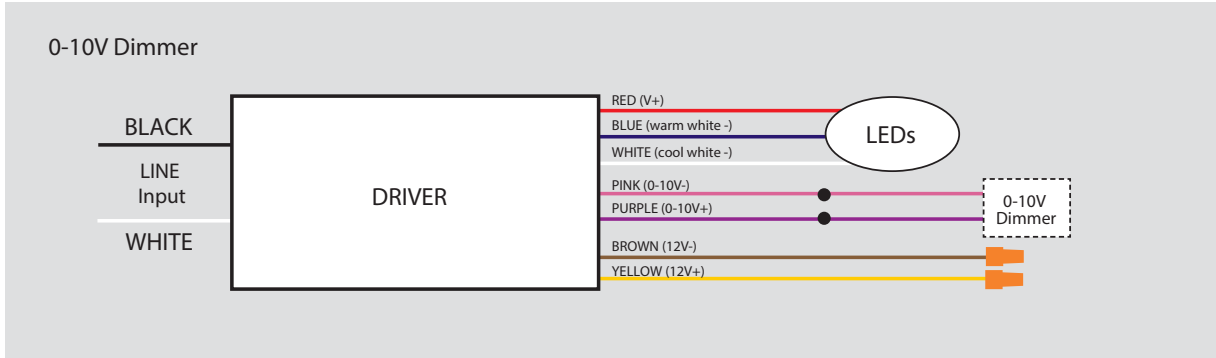 0-10V Dimmer
BLACK
LINE
Input
WHITE
DRIVER
RED (V+)
BLUE (warm white -)
WHITE (cool white -)
PINK (0-10V-)
PURPLE (0-10V+)
BROWN (12V-)
YELLOW (12V+)
LEDs
0-10V
Dimmer